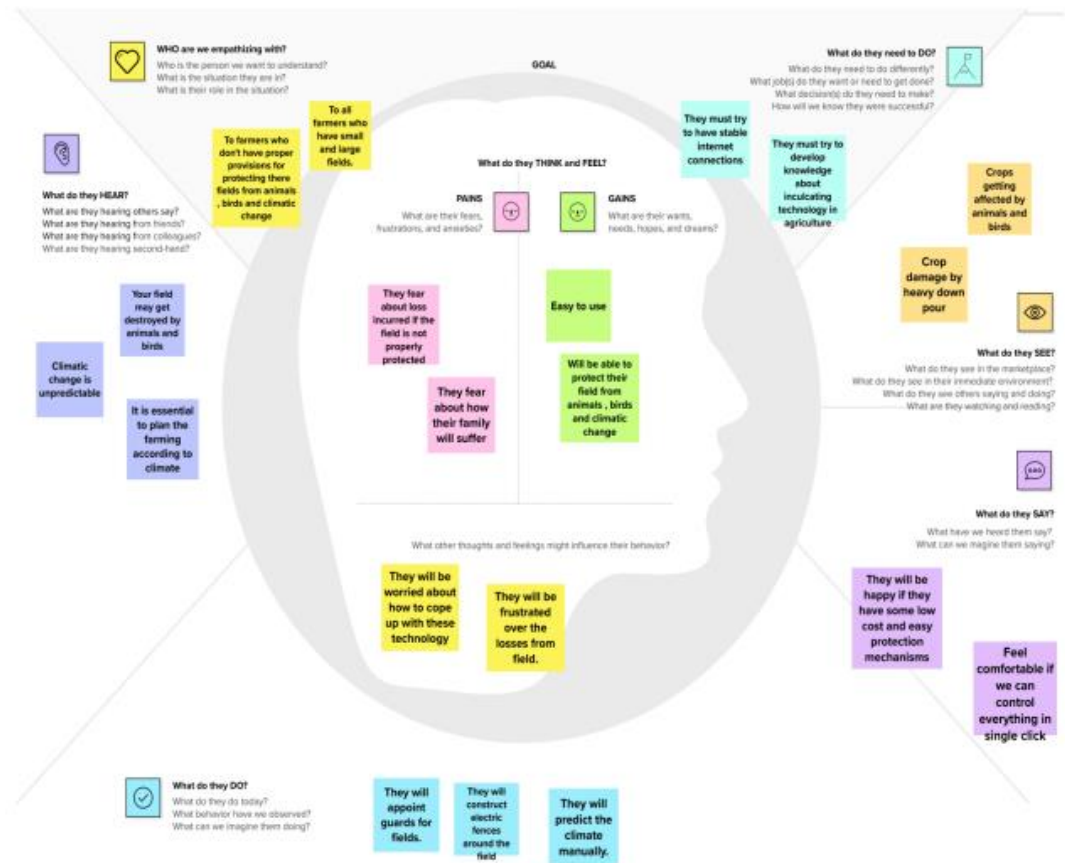 WHO are we empathizing with?
Who is the person we want to understand?
What is the situation they are in?
What is their role in the situation?
To farmers who
don't have proper
provisions for
protecting there
fields from animals
, birds and climatic
change
To all
farmers who
have small
and large
fields.
GOAL
What do they need to DO?
What do they need to do differently?
What job(s) do they want or need to get done?
What decision(s) do they need to make?
How will we know they were successful?
They must try
to have stable
internet
connections
They must try to
develop
knowledge
about
inculcating
technology in
agriculture
What do they HEAR?
What are they hearing others say?
What are they hearing from friends?
What are they hearing from colleagues?
What are they hearing second-hand?
Your field
may get
destroyed by
animals and
birds
Climatic
change is
unpredictable
It is essential
to plan the
farming
according to
climate
What do they THINK and FEEL?
PAINS
What are their fears,
frustrations, and anxieties?
GAINS
What are their wants,
needs, hopes, and dreams?
They fear
about loss
incurred if the
field is not
properly
protected
They fear
about how
their family
will suffer
Easy to use
Will be able to
protect their
field from
animals , birds
and climatic
change
Crops
getting
affected by
animals and
birds
Crop
damage by
heavy down
pour
What do they SEE?
What do they see in the marketplace?
What do they see in their immediate environment?
What do they see others saying and doing?
What are they watching and reading?
What do they SAY?
What have we heard them say?
What can we imagine them saying?
They will be
happy if they
have some low
cost and easy
protection
mechanisms
Feel
comfortable if
we can
control
everything in
single click
What other thoughts and feelings might influence their behavior?
They will be
worried about
how to cope
up with these
technology
They will be
frustrated
over the
losses from
field.
What do they DO?
What do they do today?
What behavior have we observed?
What can we imagine them doing?
They will
appoint
guards for
fields.
They will
construct
electric
fences
around the
field
They will
predict the
climate
manually.